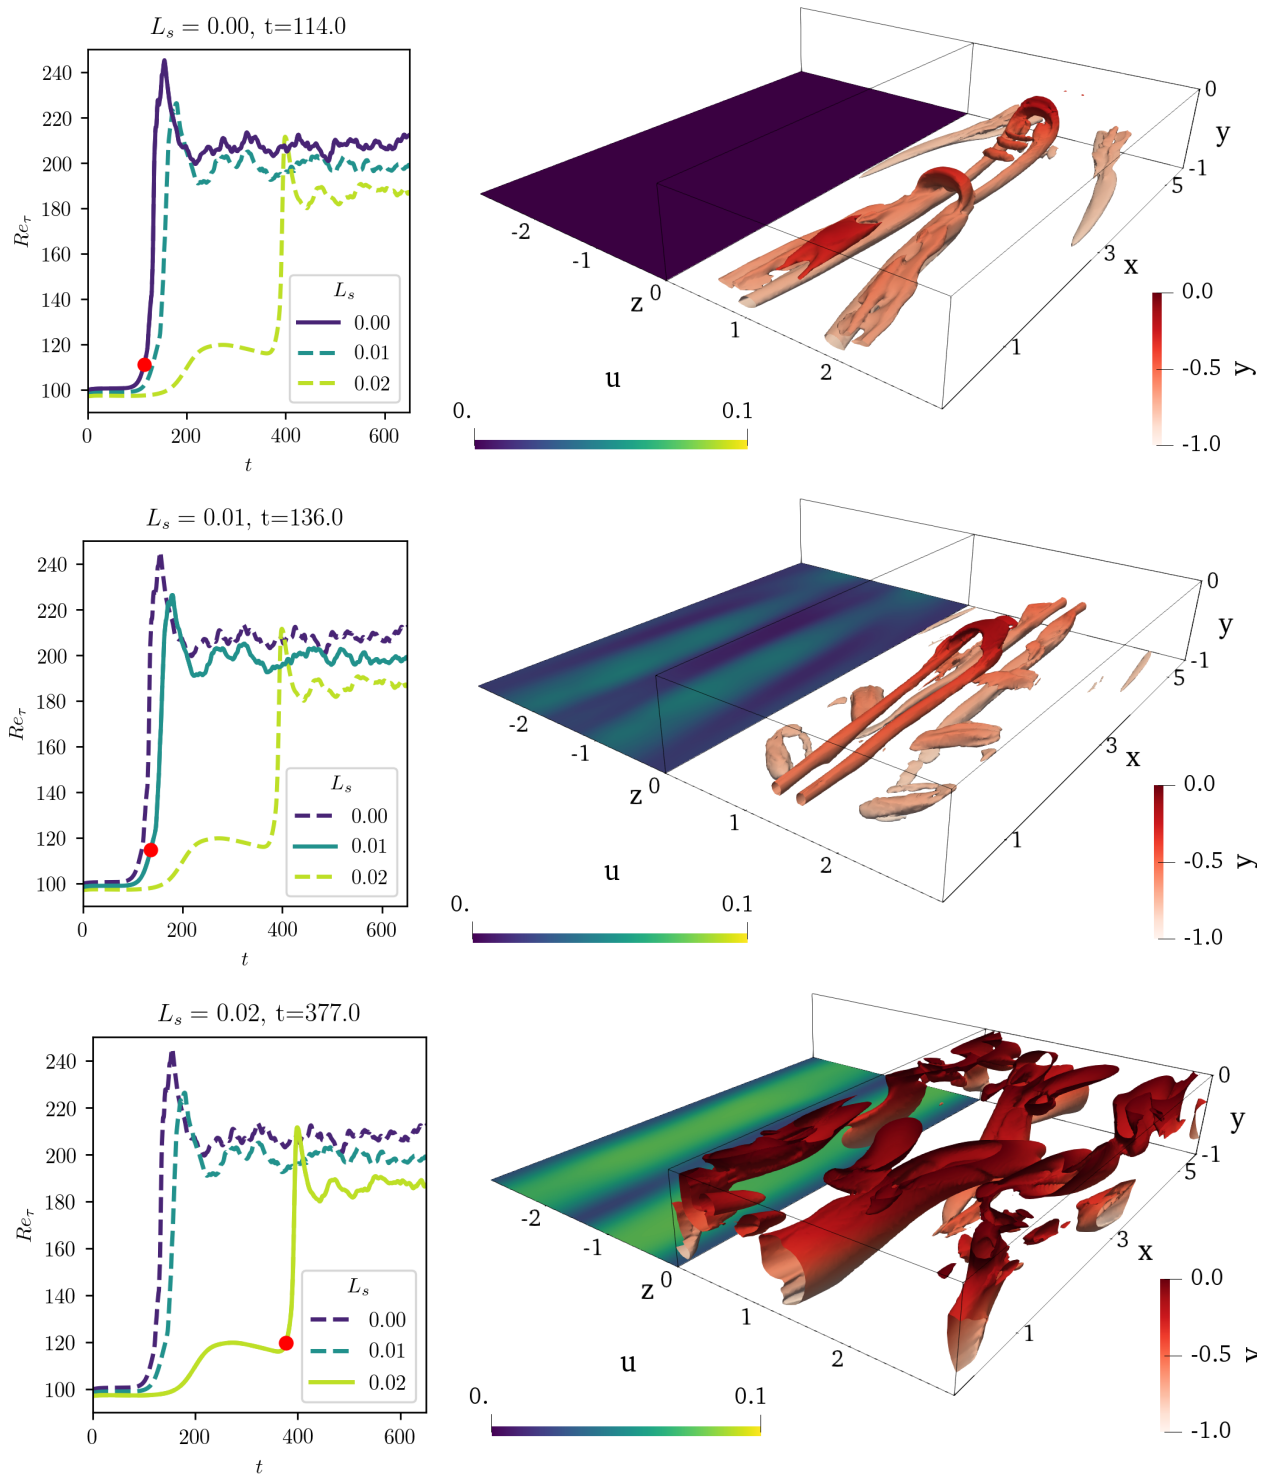 L_s = 0.00, t=114.0
240
220
200
180
160
140
120
100
Re_τ
0 200 400 600
t
L_s
0.00
0.01
0.02
0
y
-1
5
3
x
1
-2
-1
z 0
1
2
u
0. 0.1
0.0
-0.5
-1.0
y
L_s = 0.01, t=136.0
240
220
200
180
160
140
120
100
Re_τ
0 200 400 600
t
L_s
0.00
0.01
0.02
0
y
-1
5
3
x
1
-2
-1
z 0
1
2
u
0. 0.1
0.0
-0.5
-1.0
y
L_s = 0.02, t=377.0
240
220
200
180
160
140
120
100
Re_τ
0 200 400 600
t
L_s
0.00
0.01
0.02
0
y
-1
5
3
x
1
-2
-1
z 0
1
2
u
0. 0.1
0.0
-0.5
-1.0
y